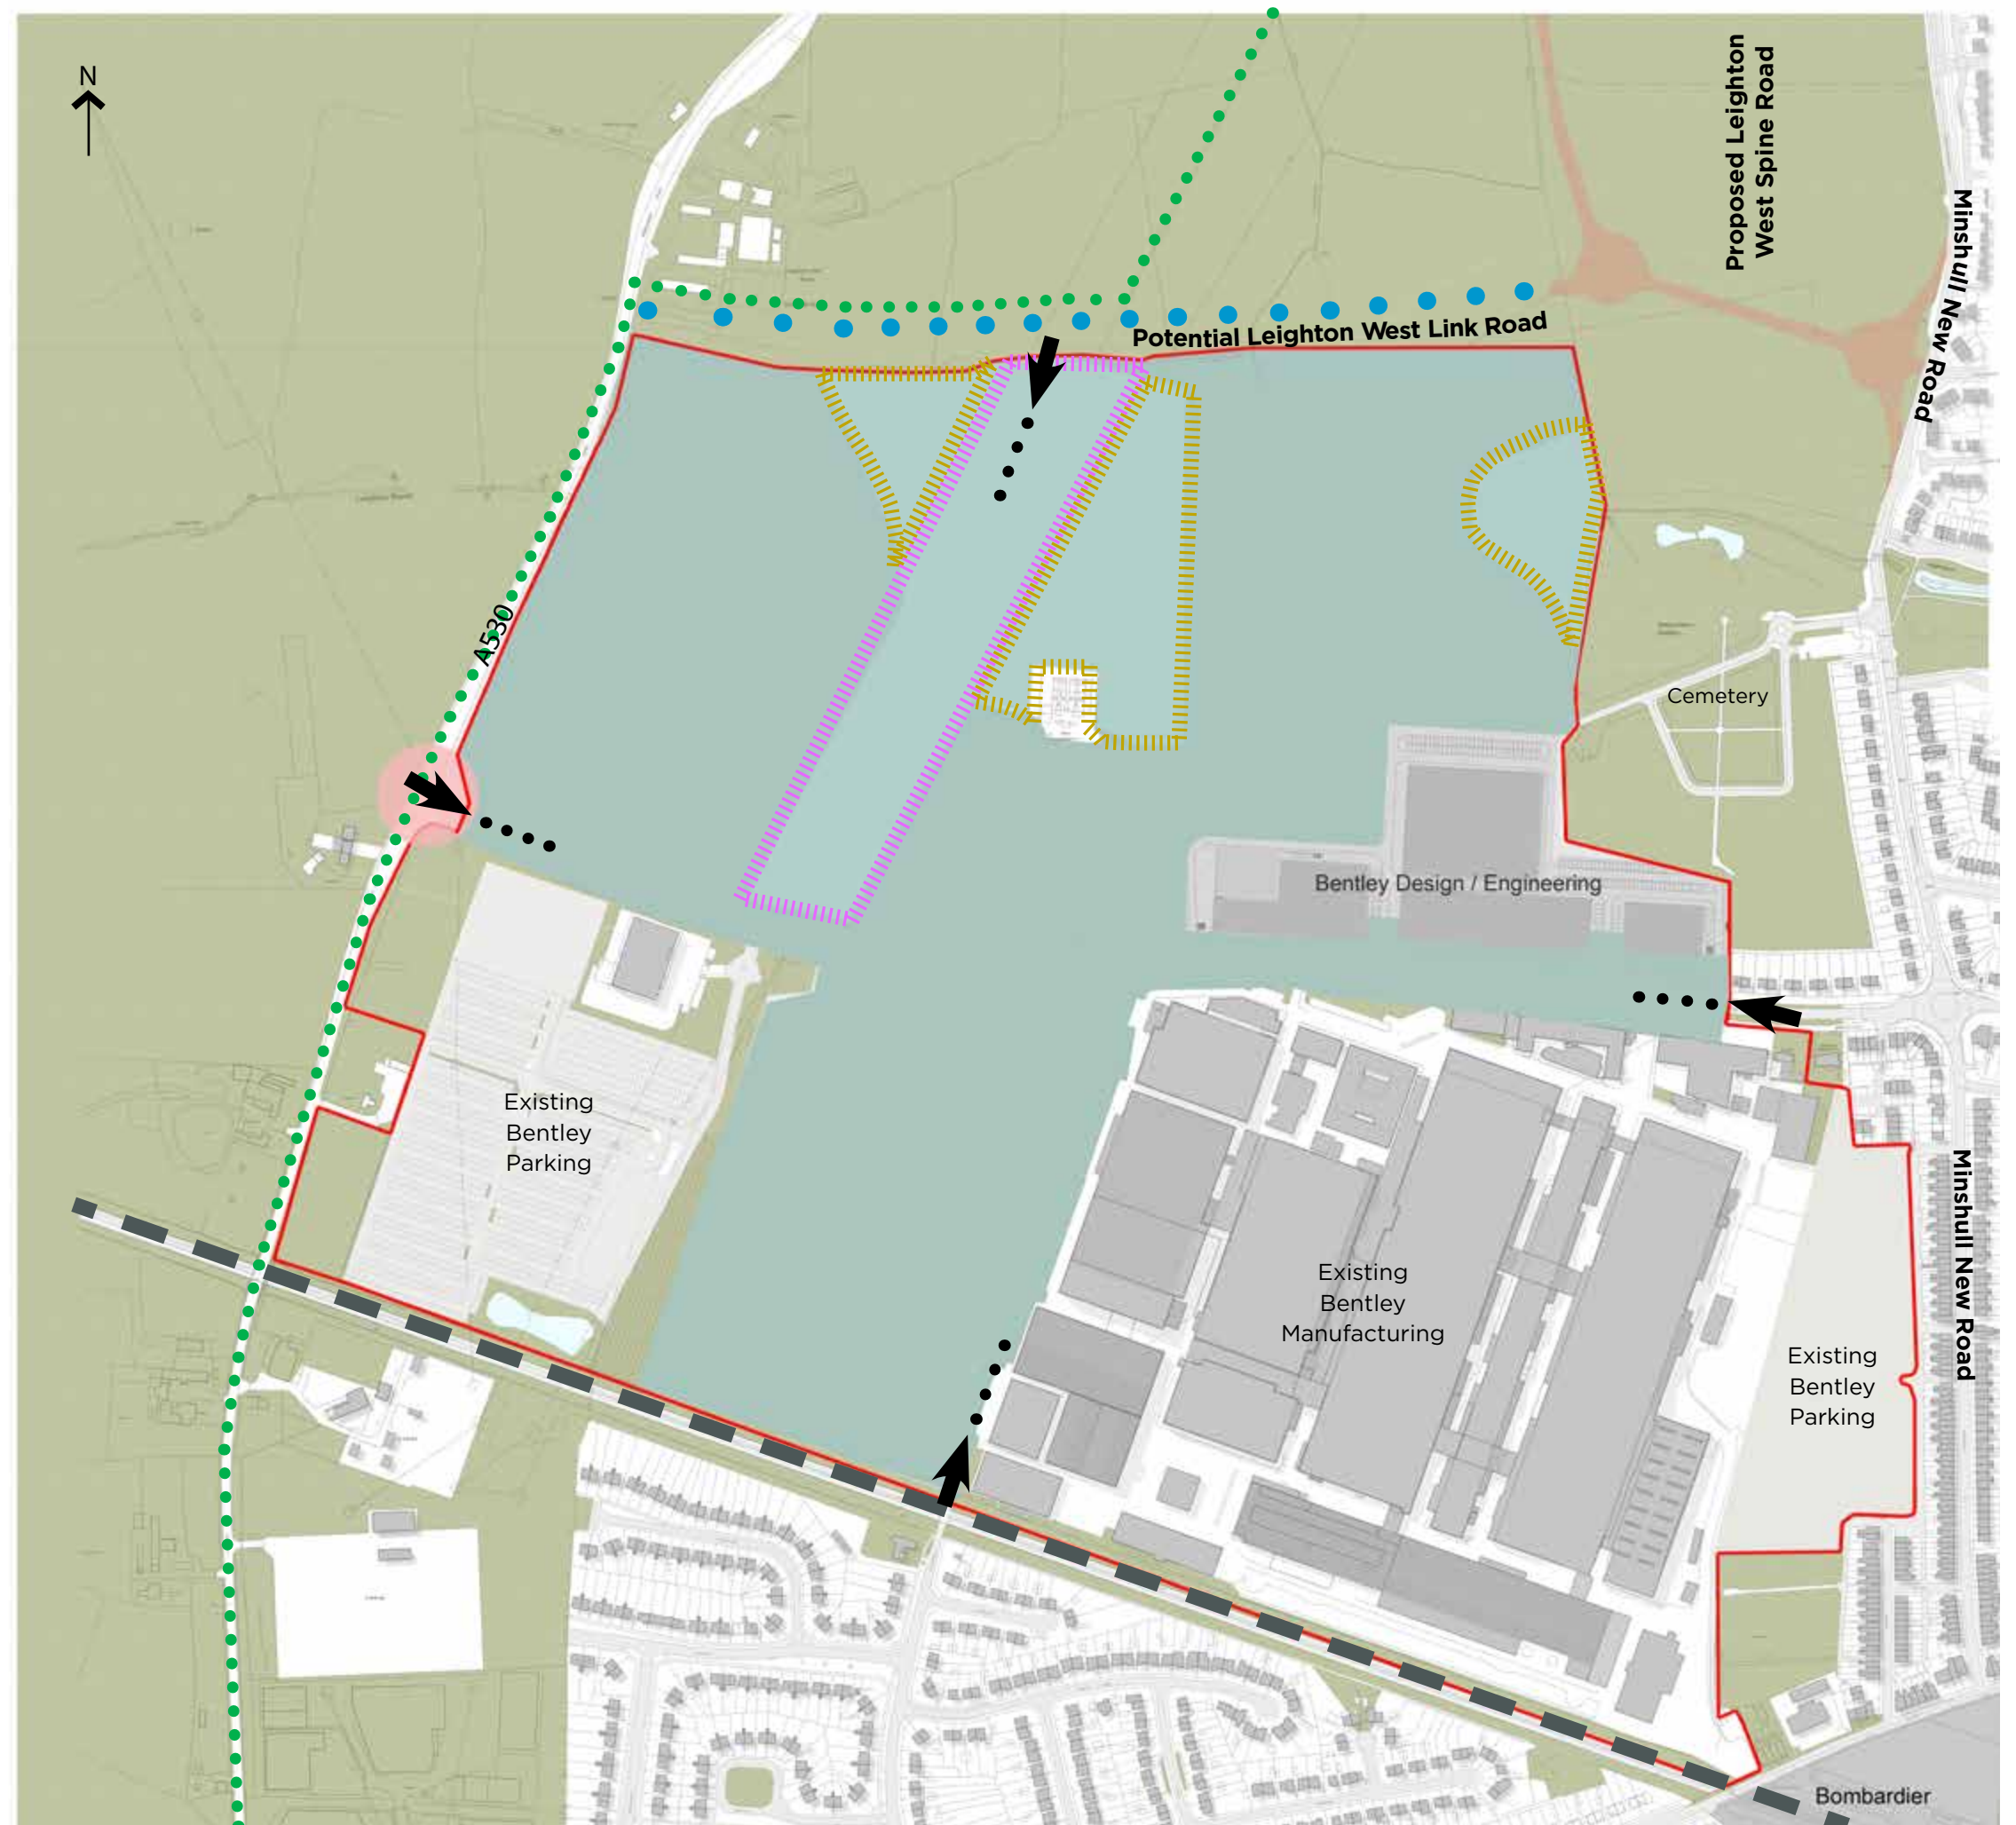 N
Proposed Leighton
West Spine Road
Minshull New Road
Potential Leighton West Link Road
A530
Cemetery
Bentley Design / Engineering
Existing
Bentley
Parking
Existing
Bentley
Manufacturing
Minshull New Road
Existing
Bentley
Parking
Bombardier